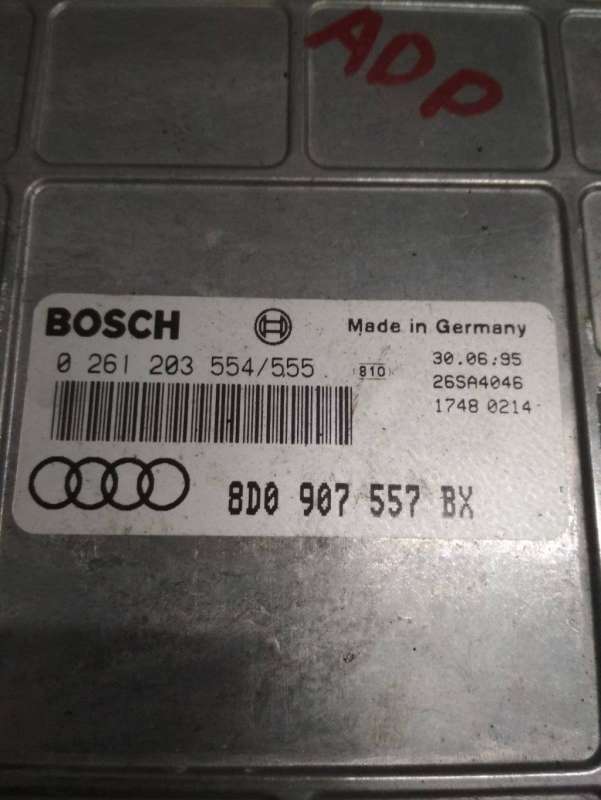 ADP
BOSCH Made in Germany
0 261 203 554/555 810 30.06.95
26SA4046
1748 0214
8D0 907 557 BX